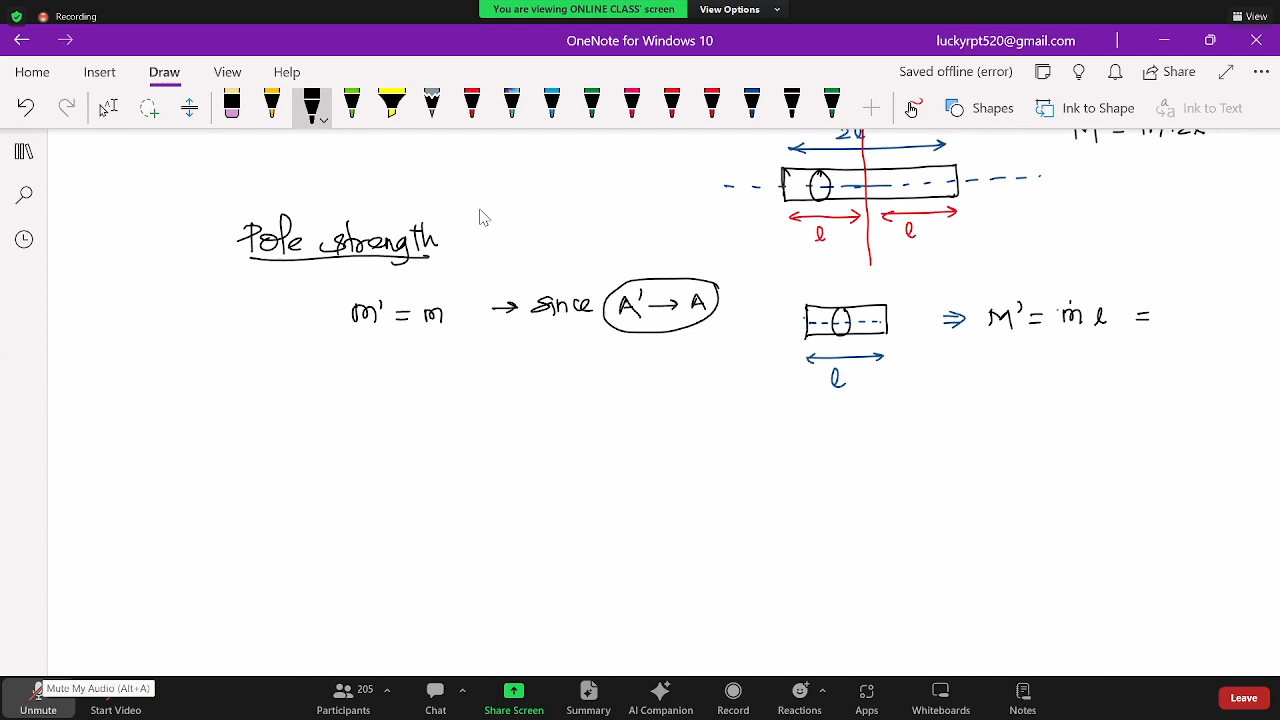 Recording
You are viewing ONLINE CLASS' screen
View Options
View
OneNote for Windows 10
luckyrpt520@gmail.com
Home Insert Draw View Help
Saved offline (error)
Share
Shapes
Ink to Shape
Ink to Text
2l
M = m.2l
l l
Pole strength
m' = m → since A' → A
⇒ M' = m l =
l
Mute My Audio (Alt+A)
205
Unmute Start Video Participants Chat Share Screen Summary AI Companion Record Reactions Apps Whiteboards Notes
Leave